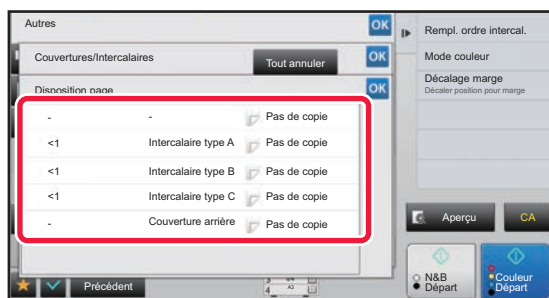 Autres
OK
Couvertures/Intercalaires
Tout annuler
OK
Disposition page
OK
- - Pas de copie
<1 Intercalaire type A Pas de copie
<1 Intercalaire type B Pas de copie
<1 Intercalaire type C Pas de copie
- Couverture arrière Pas de copie
Précédent
4 A3
Rempl. ordre intercal.
Mode couleur
Décalage marge
Décaler position pour marge
Aperçu
CA
N&B
Départ
Couleur
Départ